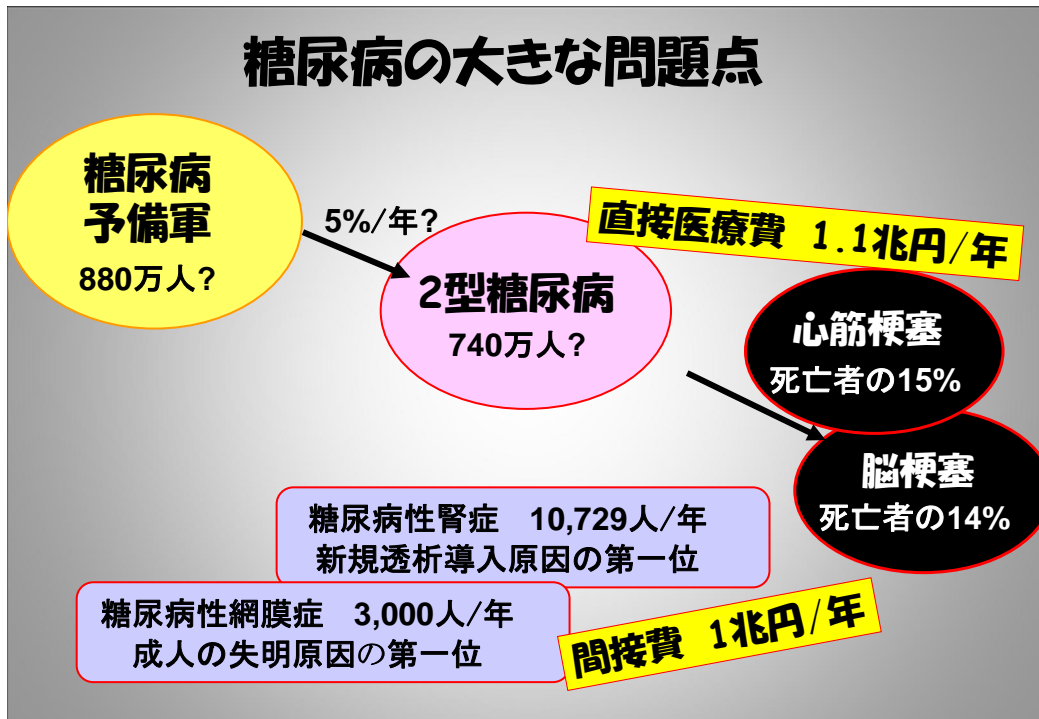 糖尿病の大きな問題点
糖尿病
予備軍
880万人?
5%/年?
2型糖尿病
740万人?
直接医療費 1.1兆円/年
心筋梗塞
死亡者の15%
脳梗塞
死亡者の14%
糖尿病性腎症 10,729人/年
新規透析導入原因の第一位
糖尿病性網膜症 3,000人/年
成人の失明原因の第一位
間接費 1兆円/年